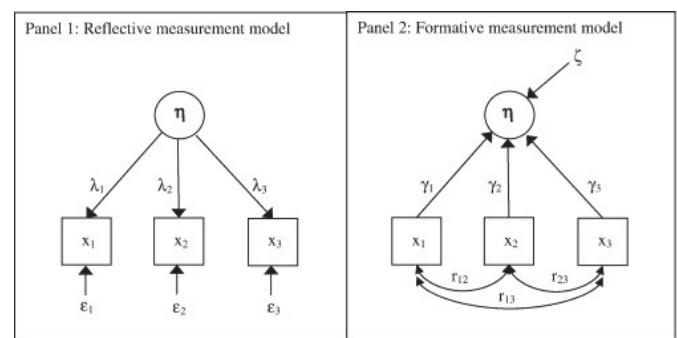 Panel 1: Reflective measurement model
η
λ₁ λ₂ λ₃
x₁ x₂ x₃
ε₁ ε₂ ε₃
Panel 2: Formative measurement model
ζ
η
γ₁ γ₂ γ₃
x₁ x₂ x₃
r₁₂ r₂₃
r₁₃